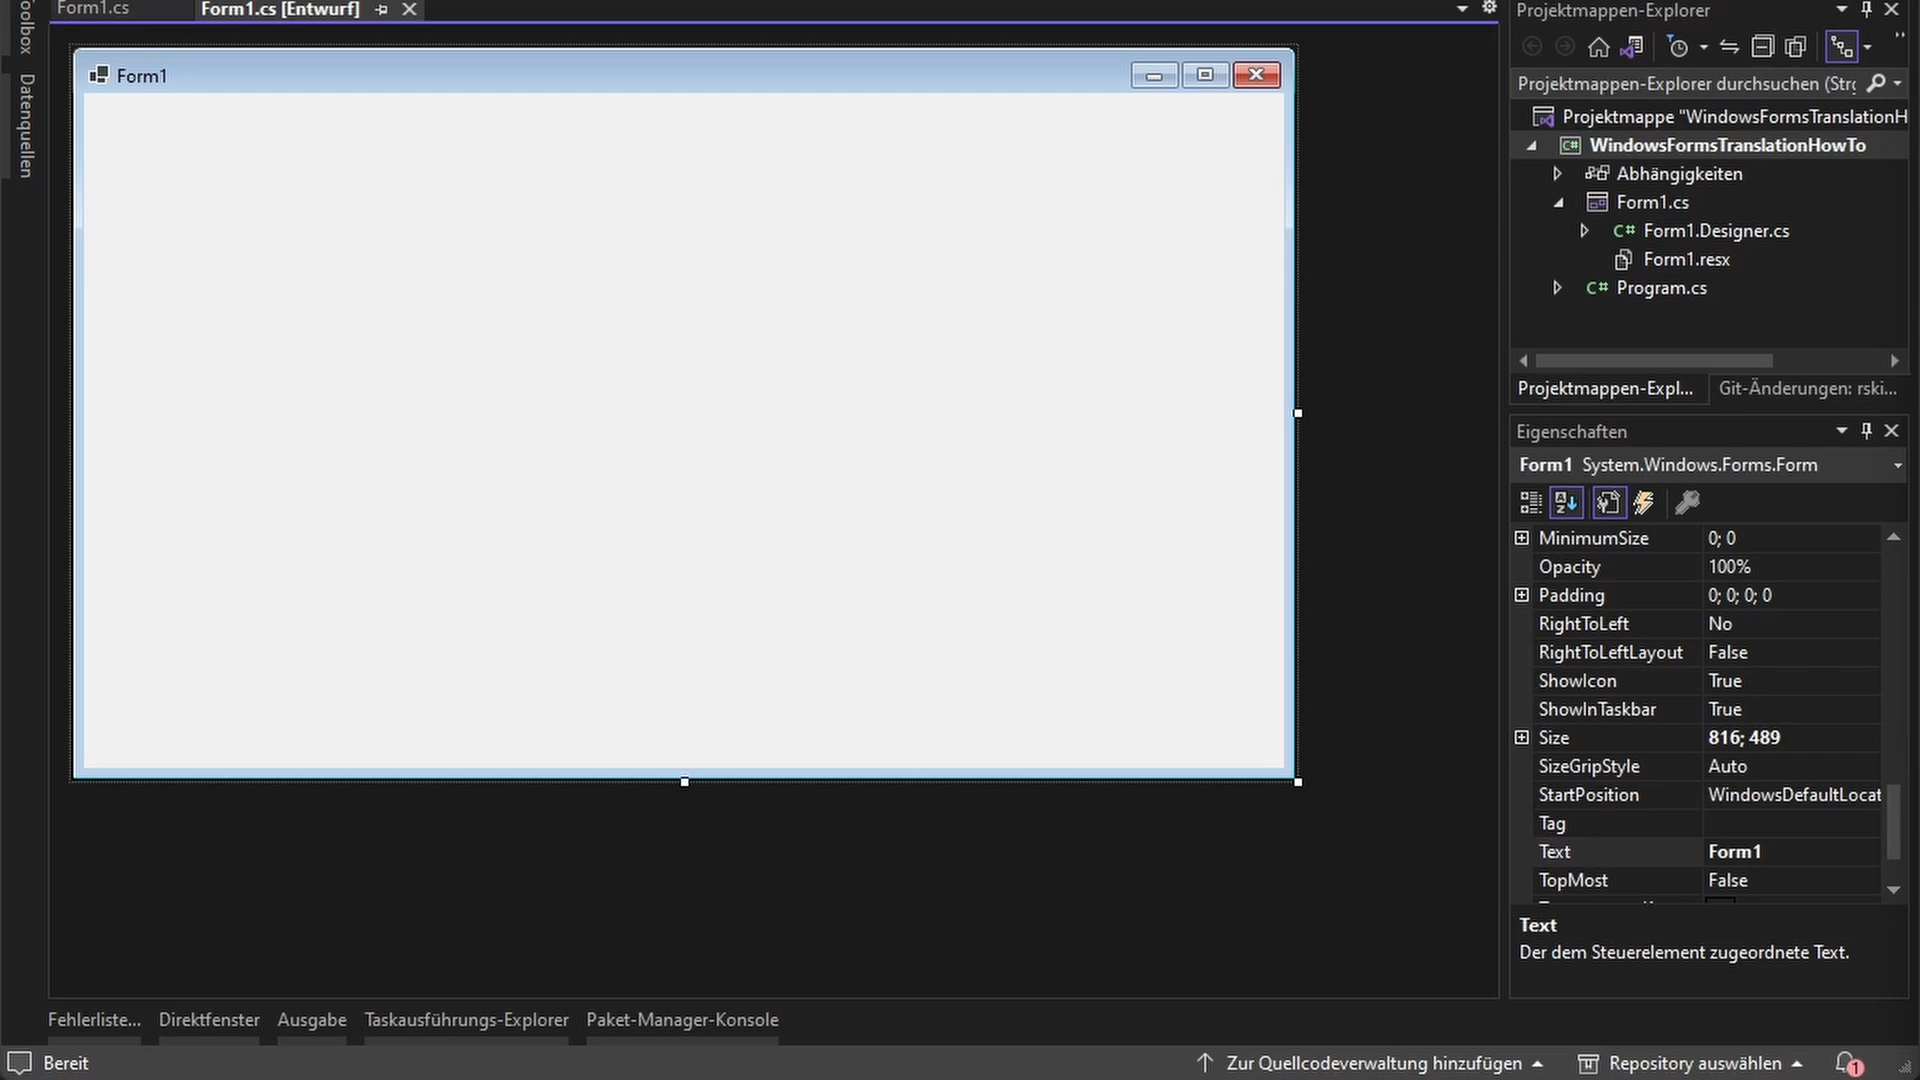 Form1.cs
Form1.cs [Entwurf]
Toolbox
Datenquellen
Form1
Projektmappen-Explorer
Projektmappen-Explorer durchsuchen (Strg
Projektmappe "WindowsFormsTranslationH
C# WindowsFormsTranslationHowTo
Abhängigkeiten
Form1.cs
C# Form1.Designer.cs
Form1.resx
C# Program.cs
Projektmappen-Expl...
Git-Änderungen: rski...
Eigenschaften
Form1 System.Windows.Forms.Form
MinimumSize 0; 0
Opacity 100%
Padding 0; 0; 0; 0
RightToLeft No
RightToLeftLayout False
ShowIcon True
ShowInTaskbar True
Size 816; 489
SizeGripStyle Auto
StartPosition WindowsDefaultLocat
Tag
Text Form1
TopMost False
Text
Der dem Steuerelement zugeordnete Text.
Fehlerliste... Direktfenster Ausgabe Taskausführungs-Explorer Paket-Manager-Konsole
Bereit
Zur Quellcodeverwaltung hinzufügen
Repository auswählen
1